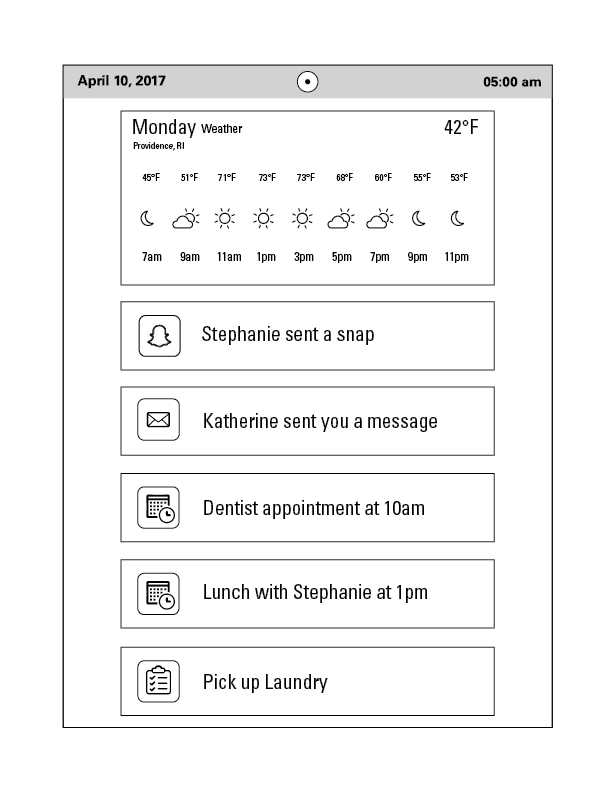 April 10, 2017 05:00 am
Monday Weather 42°F
Providence, RI
45°F 51°F 71°F 73°F 73°F 68°F 60°F 55°F 53°F
7am 9am 11am 1pm 3pm 5pm 7pm 9pm 11pm
Stephanie sent a snap
Katherine sent you a message
Dentist appointment at 10am
Lunch with Stephanie at 1pm
Pick up Laundry